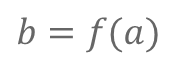 b = f(a)